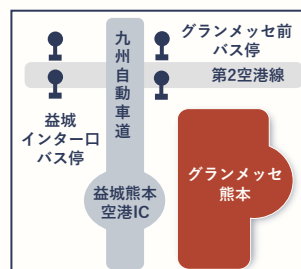 グランメッセ前
バス停
九州自動車道
第2空港線
益城
インター口
バス停
益城熊本
空港IC
グランメッセ
熊本